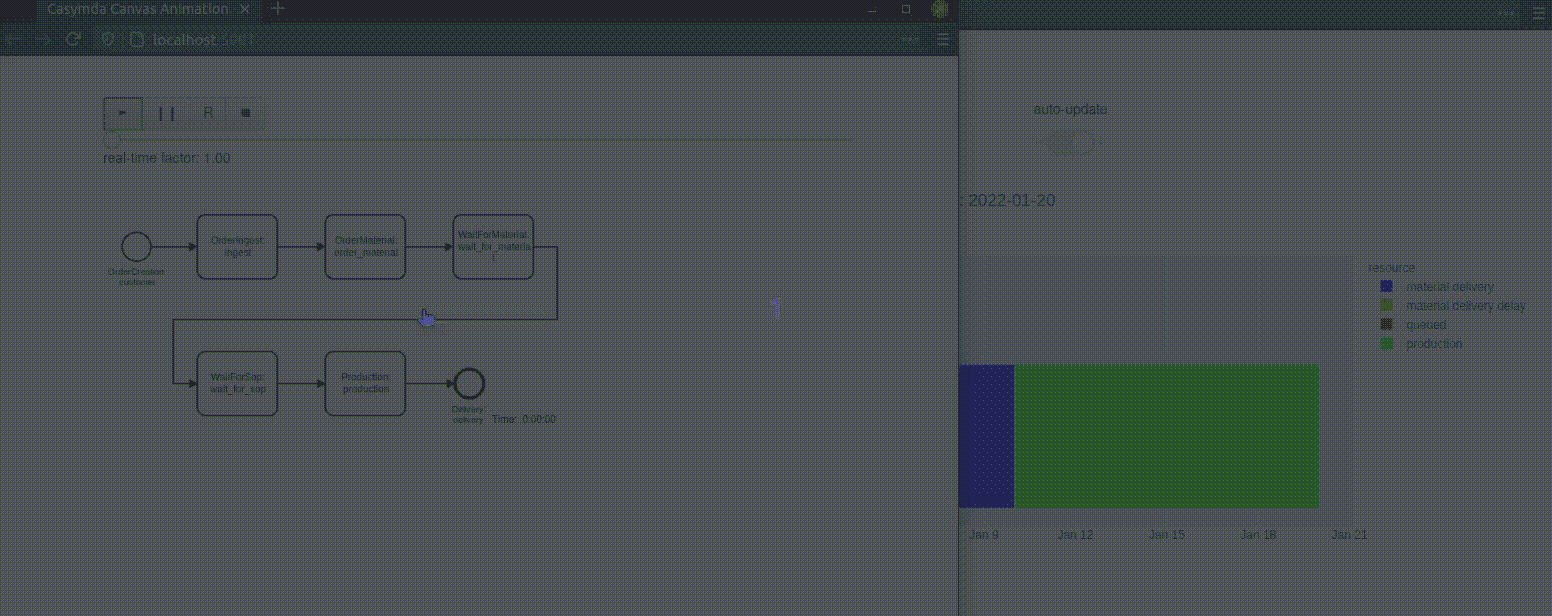 Casymda Canvas Animation
localhost:5001
R
auto-update
real-time factor: 1.00
: 2022-01-20
OrderIngest:
ingest
OrderMaterial:
order_material
WaitForMaterial:
wait_for_materia
l
OrderCreation:
customer
resource
material delivery
material delivery delay
queued
production
WaitForSop:
wait_for_sop
Production:
production
Delivery:
delivery
Time: 0:00:00
Jan 9
Jan 12
Jan 15
Jan 18
Jan 21